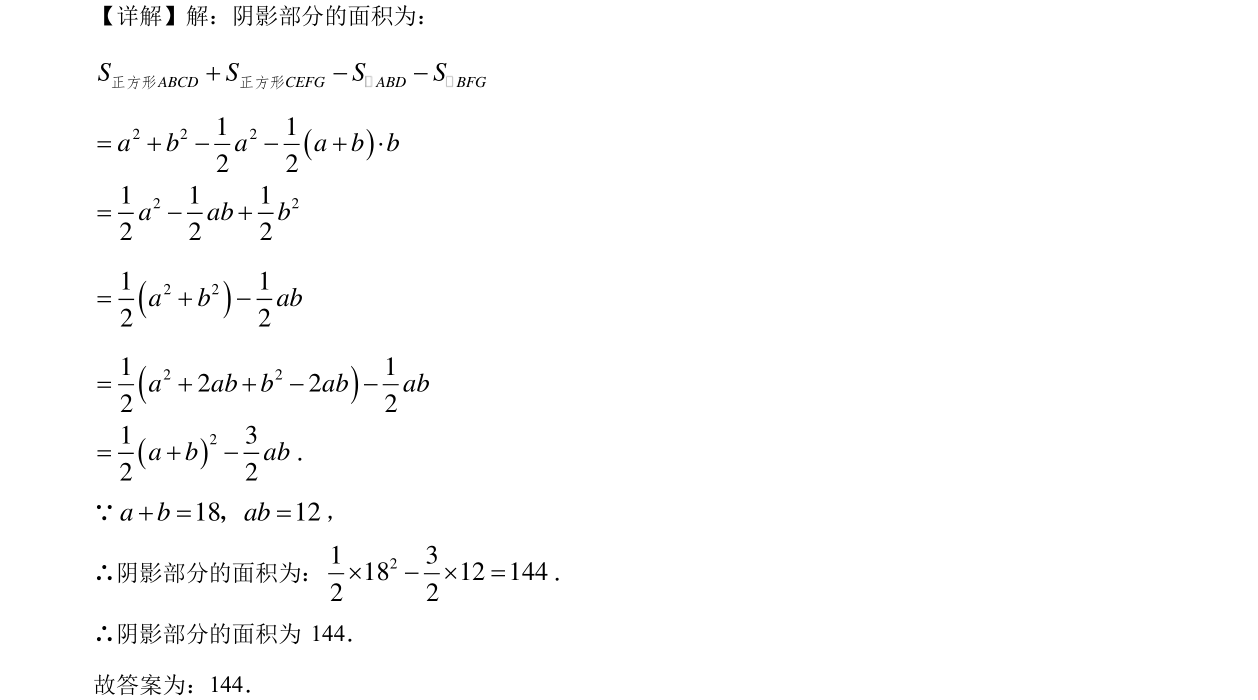 【详解】解：阴影部分的面积为：
S正方形ABCD + S正方形CEFG − S□ABD − S□BFG
= a² + b² − 1/2 a² − 1/2 (a + b)·b
= 1/2 a² − 1/2 ab + 1/2 b²
= 1/2 (a² + b²) − 1/2 ab
= 1/2 (a² + 2ab + b² − 2ab) − 1/2 ab
= 1/2 (a + b)² − 3/2 ab．
∵ a + b = 18，ab = 12，
∴阴影部分的面积为：1/2 ×18² − 3/2 ×12 = 144．
∴阴影部分的面积为 144．
故答案为：144．